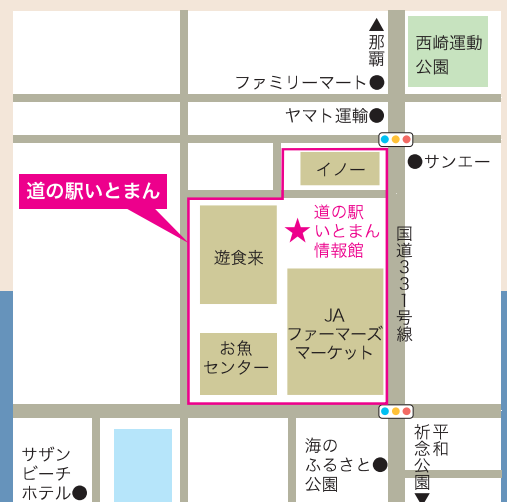 那覇
西崎運動
公園
ファミリーマート
ヤマト運輸
サンエー
イノー
道の駅いとまん
道の駅
いとまん
情報館
国道331号線
遊食来
JA
ファーマーズ
マーケット
お魚
センター
サザン
ビーチ
ホテル
海の
ふるさと
公園
平和
祈念公園